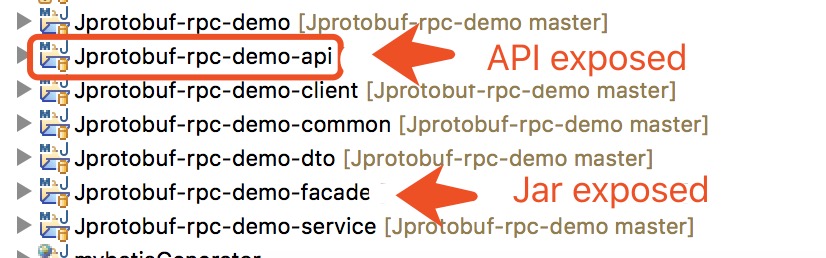 Jprotobuf-rpc-demo [Jprotobuf-rpc-demo master]
Jprotobuf-rpc-demo-api API exposed
Jprotobuf-rpc-demo-client [Jprotobuf-rpc-demo master]
Jprotobuf-rpc-demo-common [Jprotobuf-rpc-demo master]
Jprotobuf-rpc-demo-dto [Jprotobuf-rpc-demo master]
Jprotobuf-rpc-demo-facade Jar exposed
Jprotobuf-rpc-demo-service [Jprotobuf-rpc-demo master]
mybatisGenerator